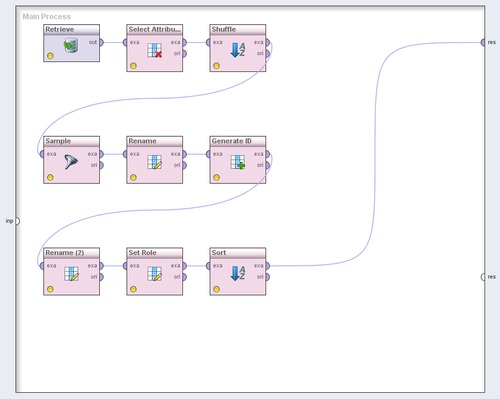 Main Process
Retrieve
Select Attribu...
Shuffle
out
exa
exa
exa
exa
ori
ori
Sample
Rename
Generate ID
exa
exa
exa
exa
exa
exa
ori
ori
ori
inp
Rename (2)
Set Role
Sort
exa
exa
exa
exa
exa
exa
ori
ori
ori
res
res